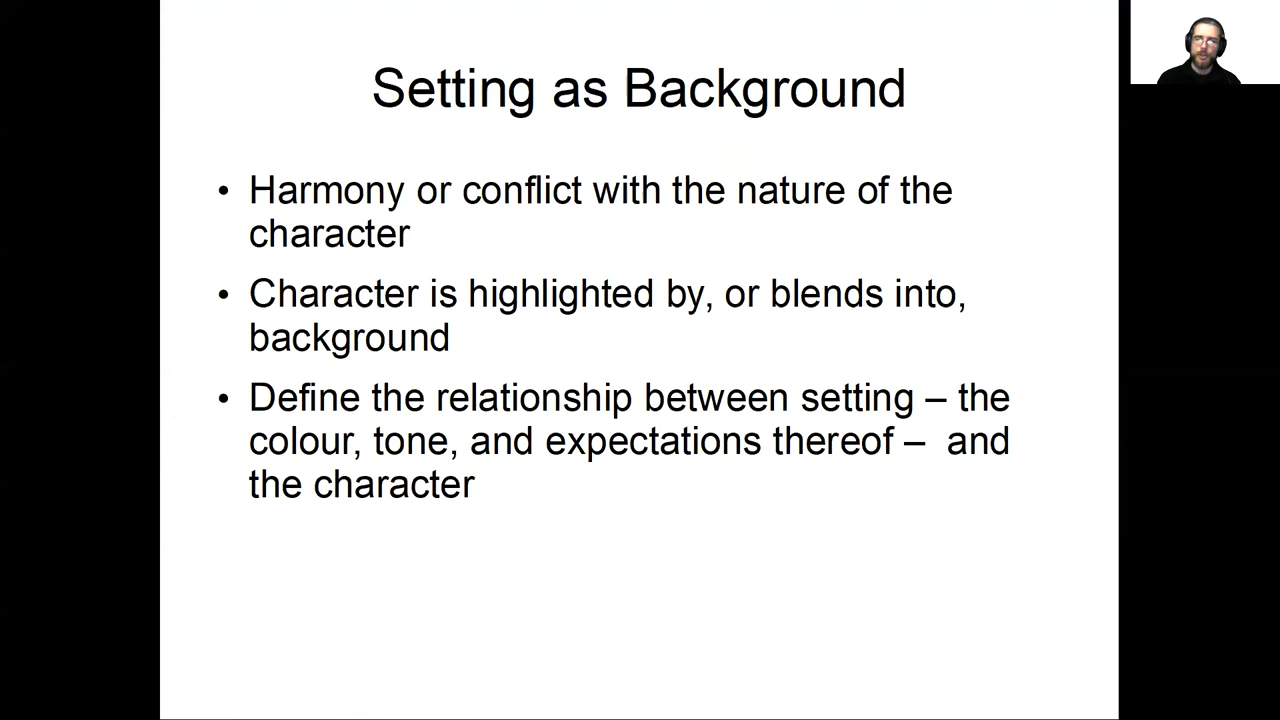 Setting as Background
• Harmony or conflict with the nature of the
character
• Character is highlighted by, or blends into,
background
• Define the relationship between setting – the
colour, tone, and expectations thereof –  and
the character